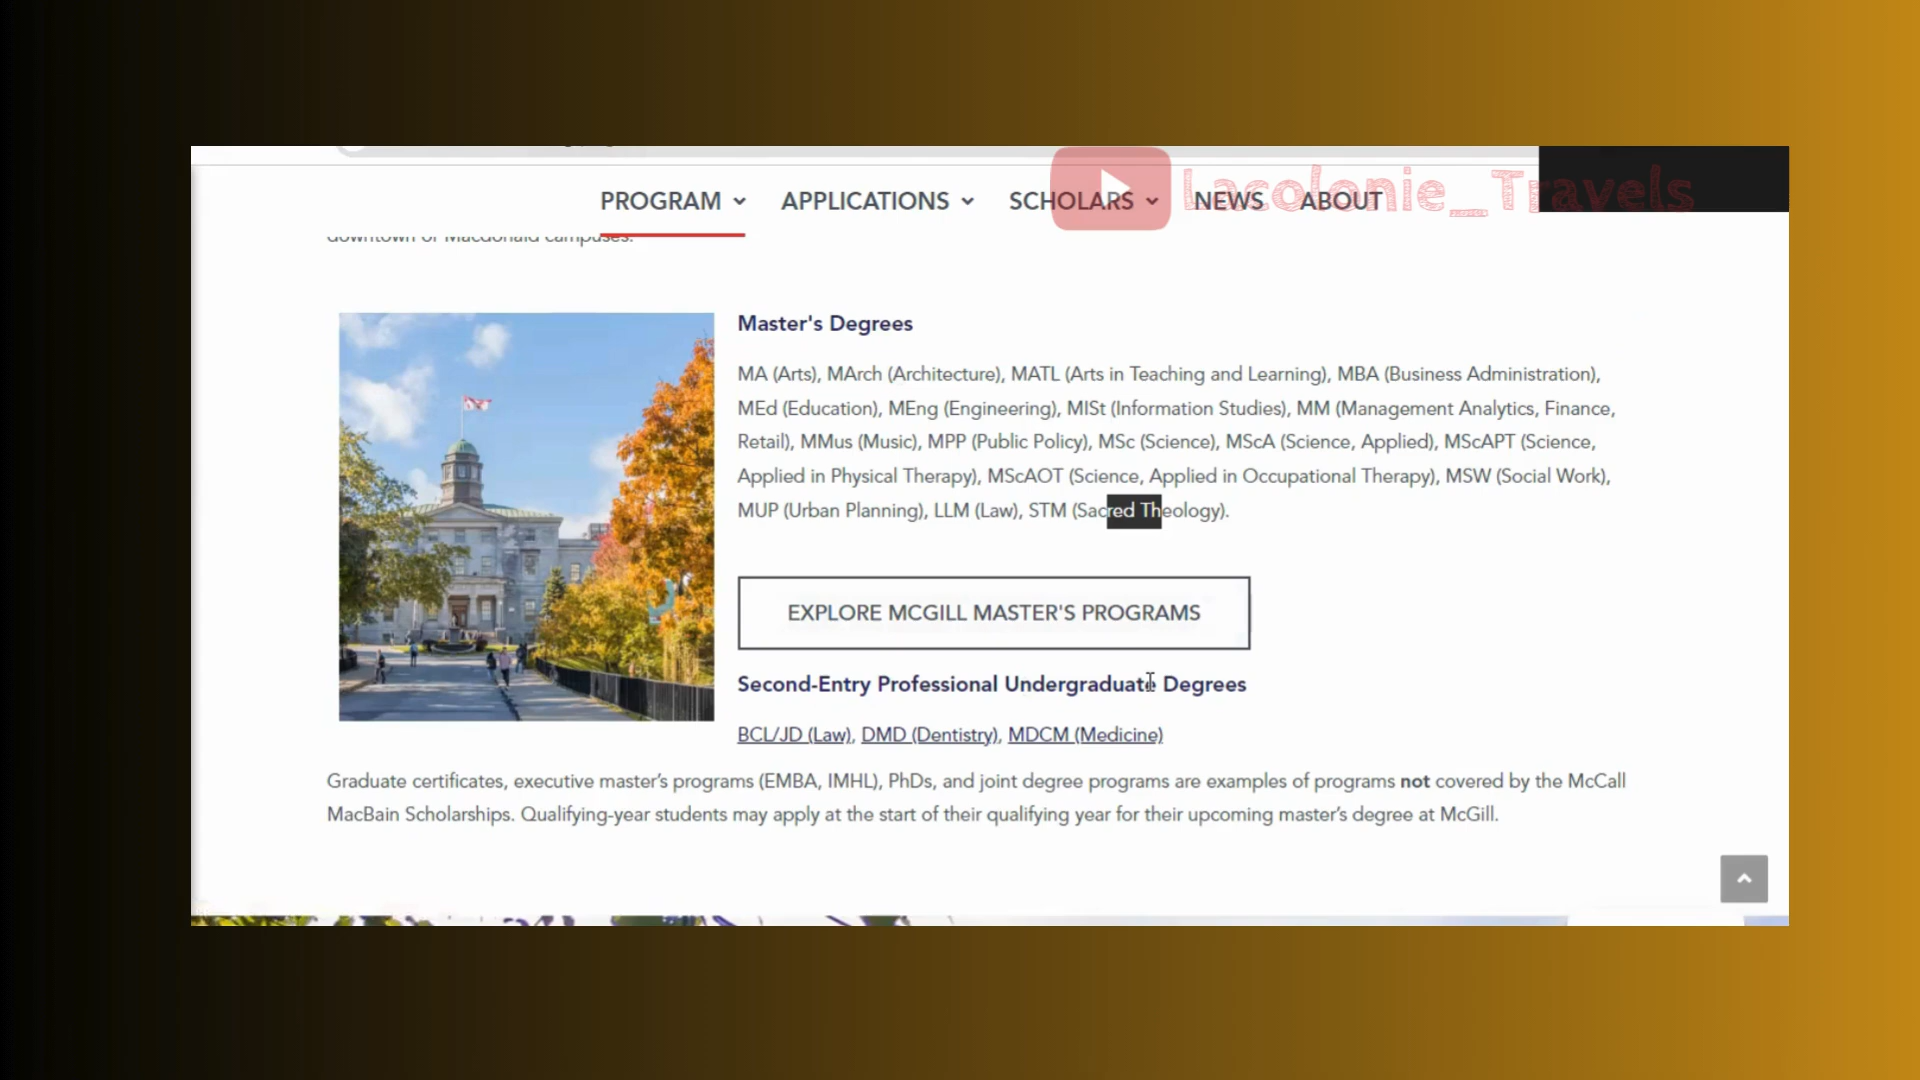 PROGRAM APPLICATIONS SCHOLARS NEWS ABOUT
Lacolonie_Travels
downtown or Macdonald campuses.
Master's Degrees
MA (Arts), MArch (Architecture), MATL (Arts in Teaching and Learning), MBA (Business Administration),
MEd (Education), MEng (Engineering), MISt (Information Studies), MM (Management Analytics, Finance,
Retail), MMus (Music), MPP (Public Policy), MSc (Science), MScA (Science, Applied), MScAPT (Science,
Applied in Physical Therapy), MScAOT (Science, Applied in Occupational Therapy), MSW (Social Work),
MUP (Urban Planning), LLM (Law), STM (Sacred Theology).
EXPLORE MCGILL MASTER'S PROGRAMS
Second-Entry Professional Undergraduate Degrees
BCL/JD (Law), DMD (Dentistry), MDCM (Medicine)
Graduate certificates, executive master’s programs (EMBA, IMHL), PhDs, and joint degree programs are examples of programs not covered by the McCall
MacBain Scholarships. Qualifying-year students may apply at the start of their qualifying year for their upcoming master’s degree at McGill.